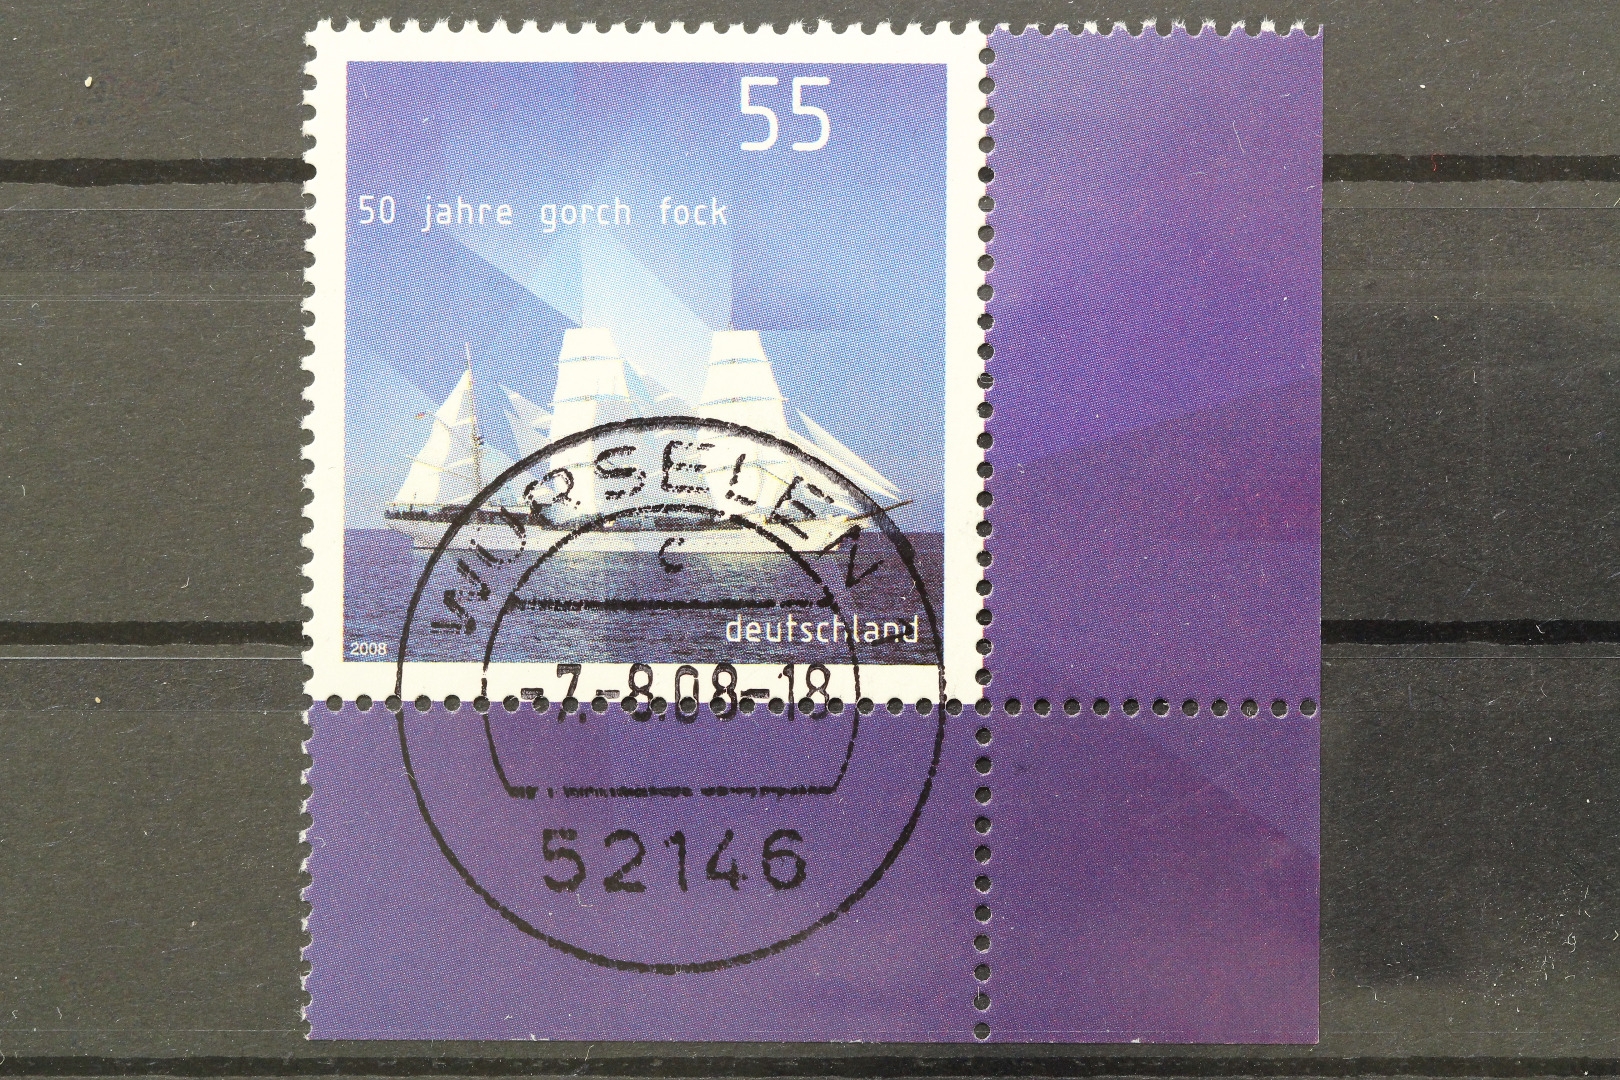 55
50 jahre gorch fock
WÜRSELEN
c
deutschland
2008
-7.-8.08-18
52146